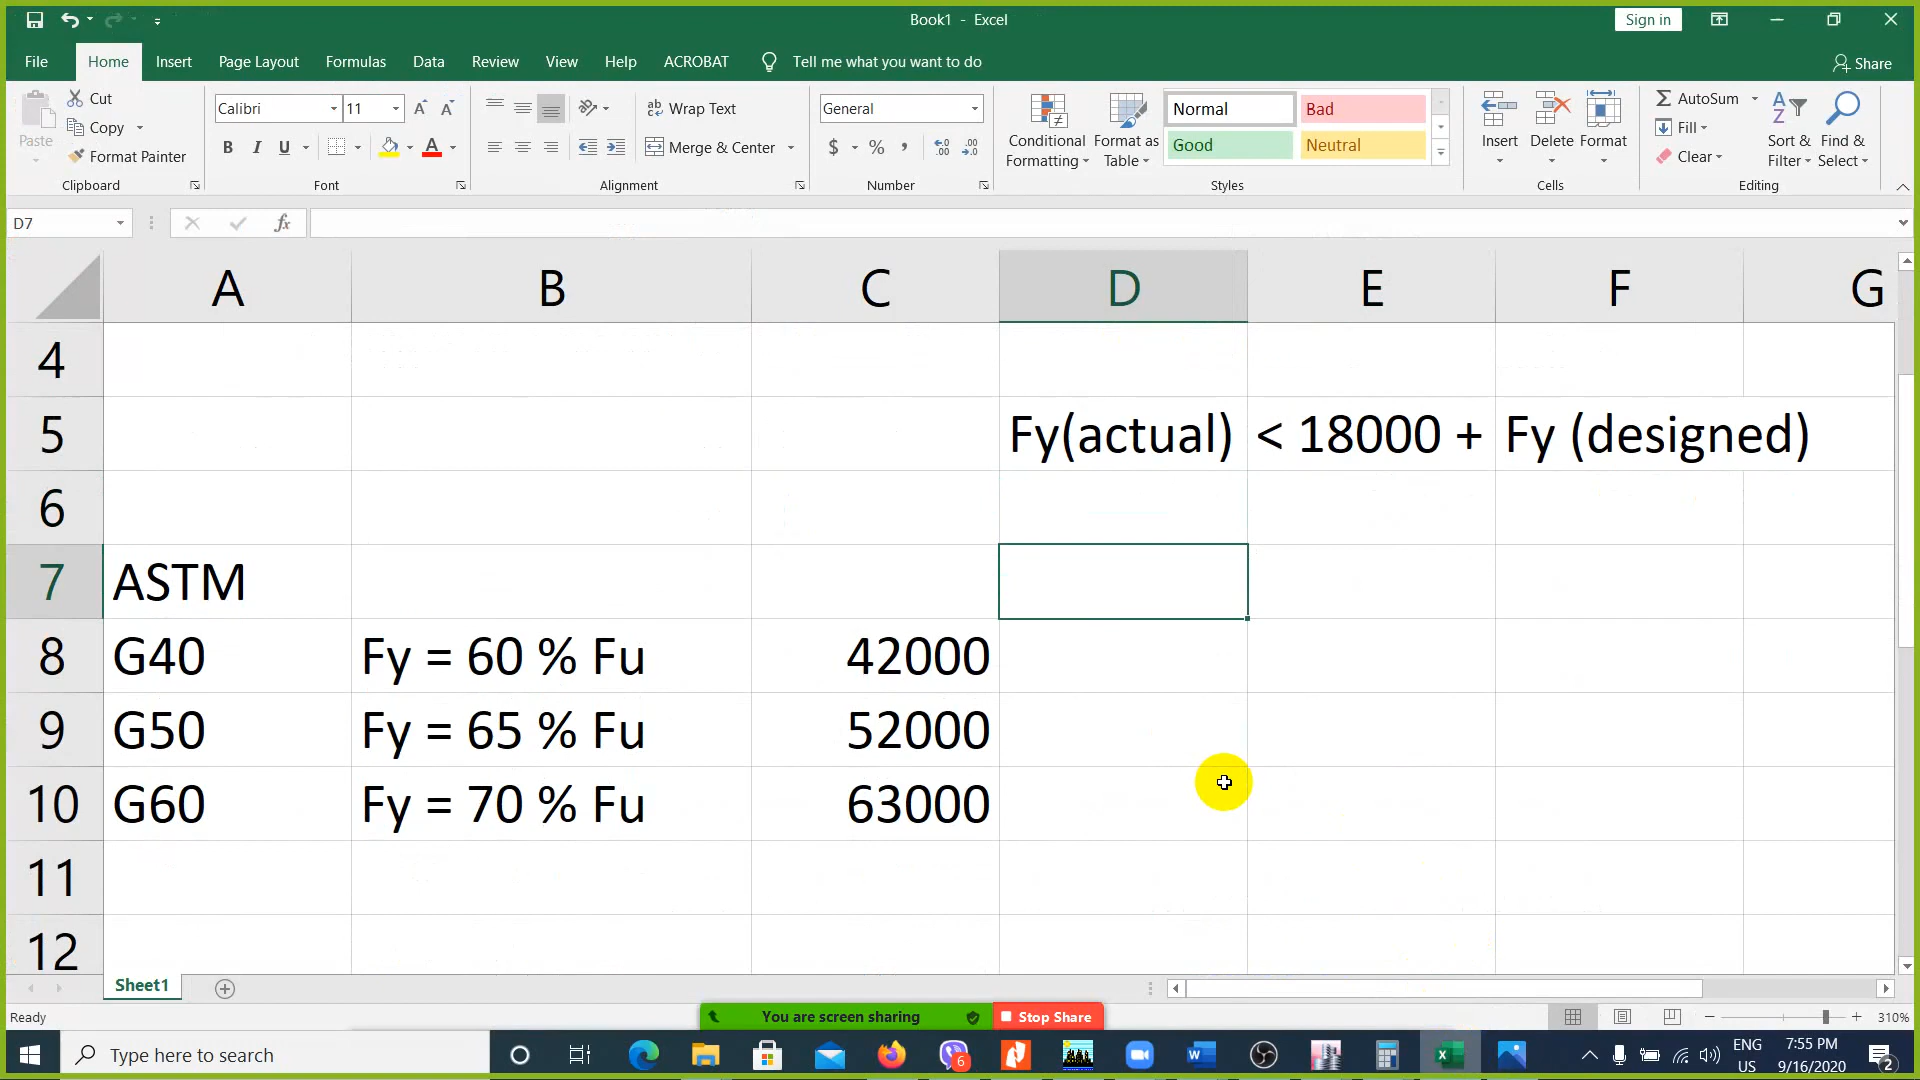 Book1 - Excel
Sign in
File Home Insert Page Layout Formulas Data Review View Help ACROBAT Tell me what you want to do Share
Paste Cut
Copy
Format Painter
Clipboard
Calibri 11
B I U A
Font
Wrap Text
Merge & Center
Alignment
General
$ % ,
Number
Conditional Formatting
Format as Table
Normal Bad
Good Neutral
Styles
Insert Delete Format
Cells
AutoSum
Fill
Clear
Sort & Filter
Find & Select
Editing
D7 fx
A B C D E F G
4
5 Fy(actual) < 18000 + Fy (designed)
6
7 ASTM
8 G40 Fy = 60 % Fu 42000
9 G50 Fy = 65 % Fu 52000
10 G60 Fy = 70 % Fu 63000
11
12
Sheet1
Ready You are screen sharing Stop Share 310%
Type here to search 6 ENG US 7:55 PM 9/16/2020 2